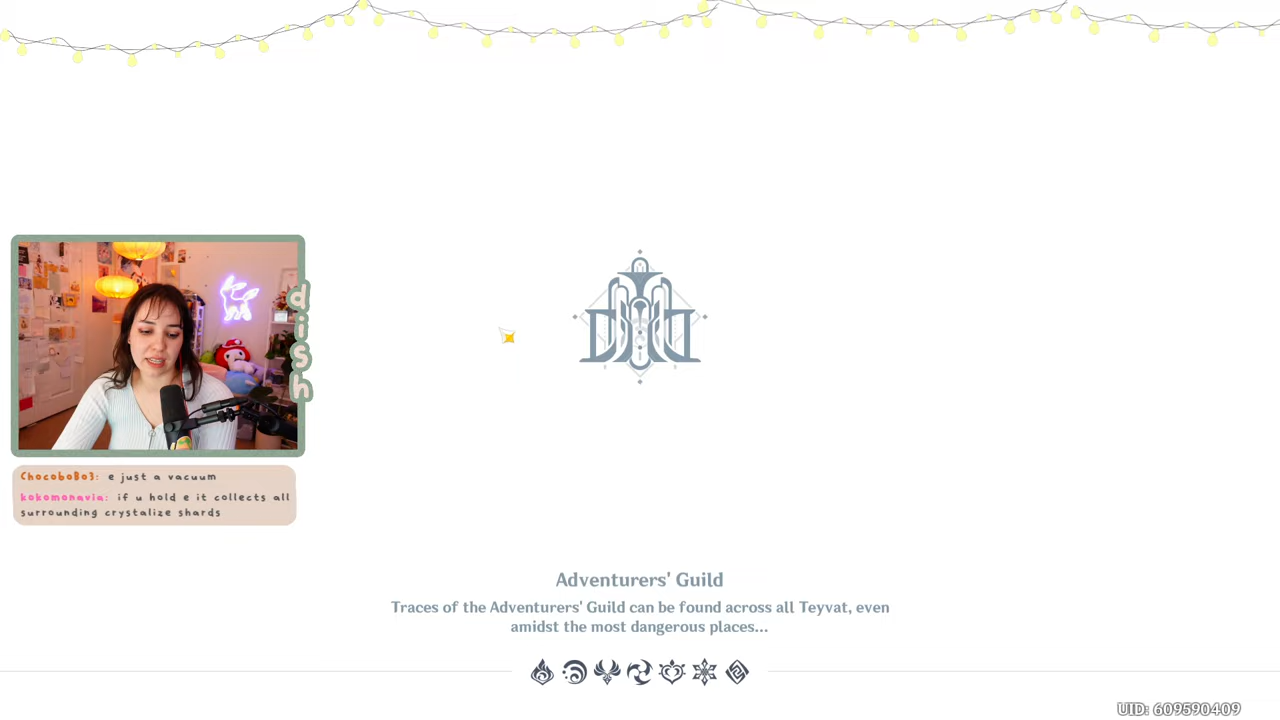 dish
ChocoboBo3: e just a vacuum
kokomonavia: if u hold e it collects all
surrounding crystalize shards
Adventurers' Guild
Traces of the Adventurers' Guild can be found across all Teyvat, even
amidst the most dangerous places...
UID: 609590409